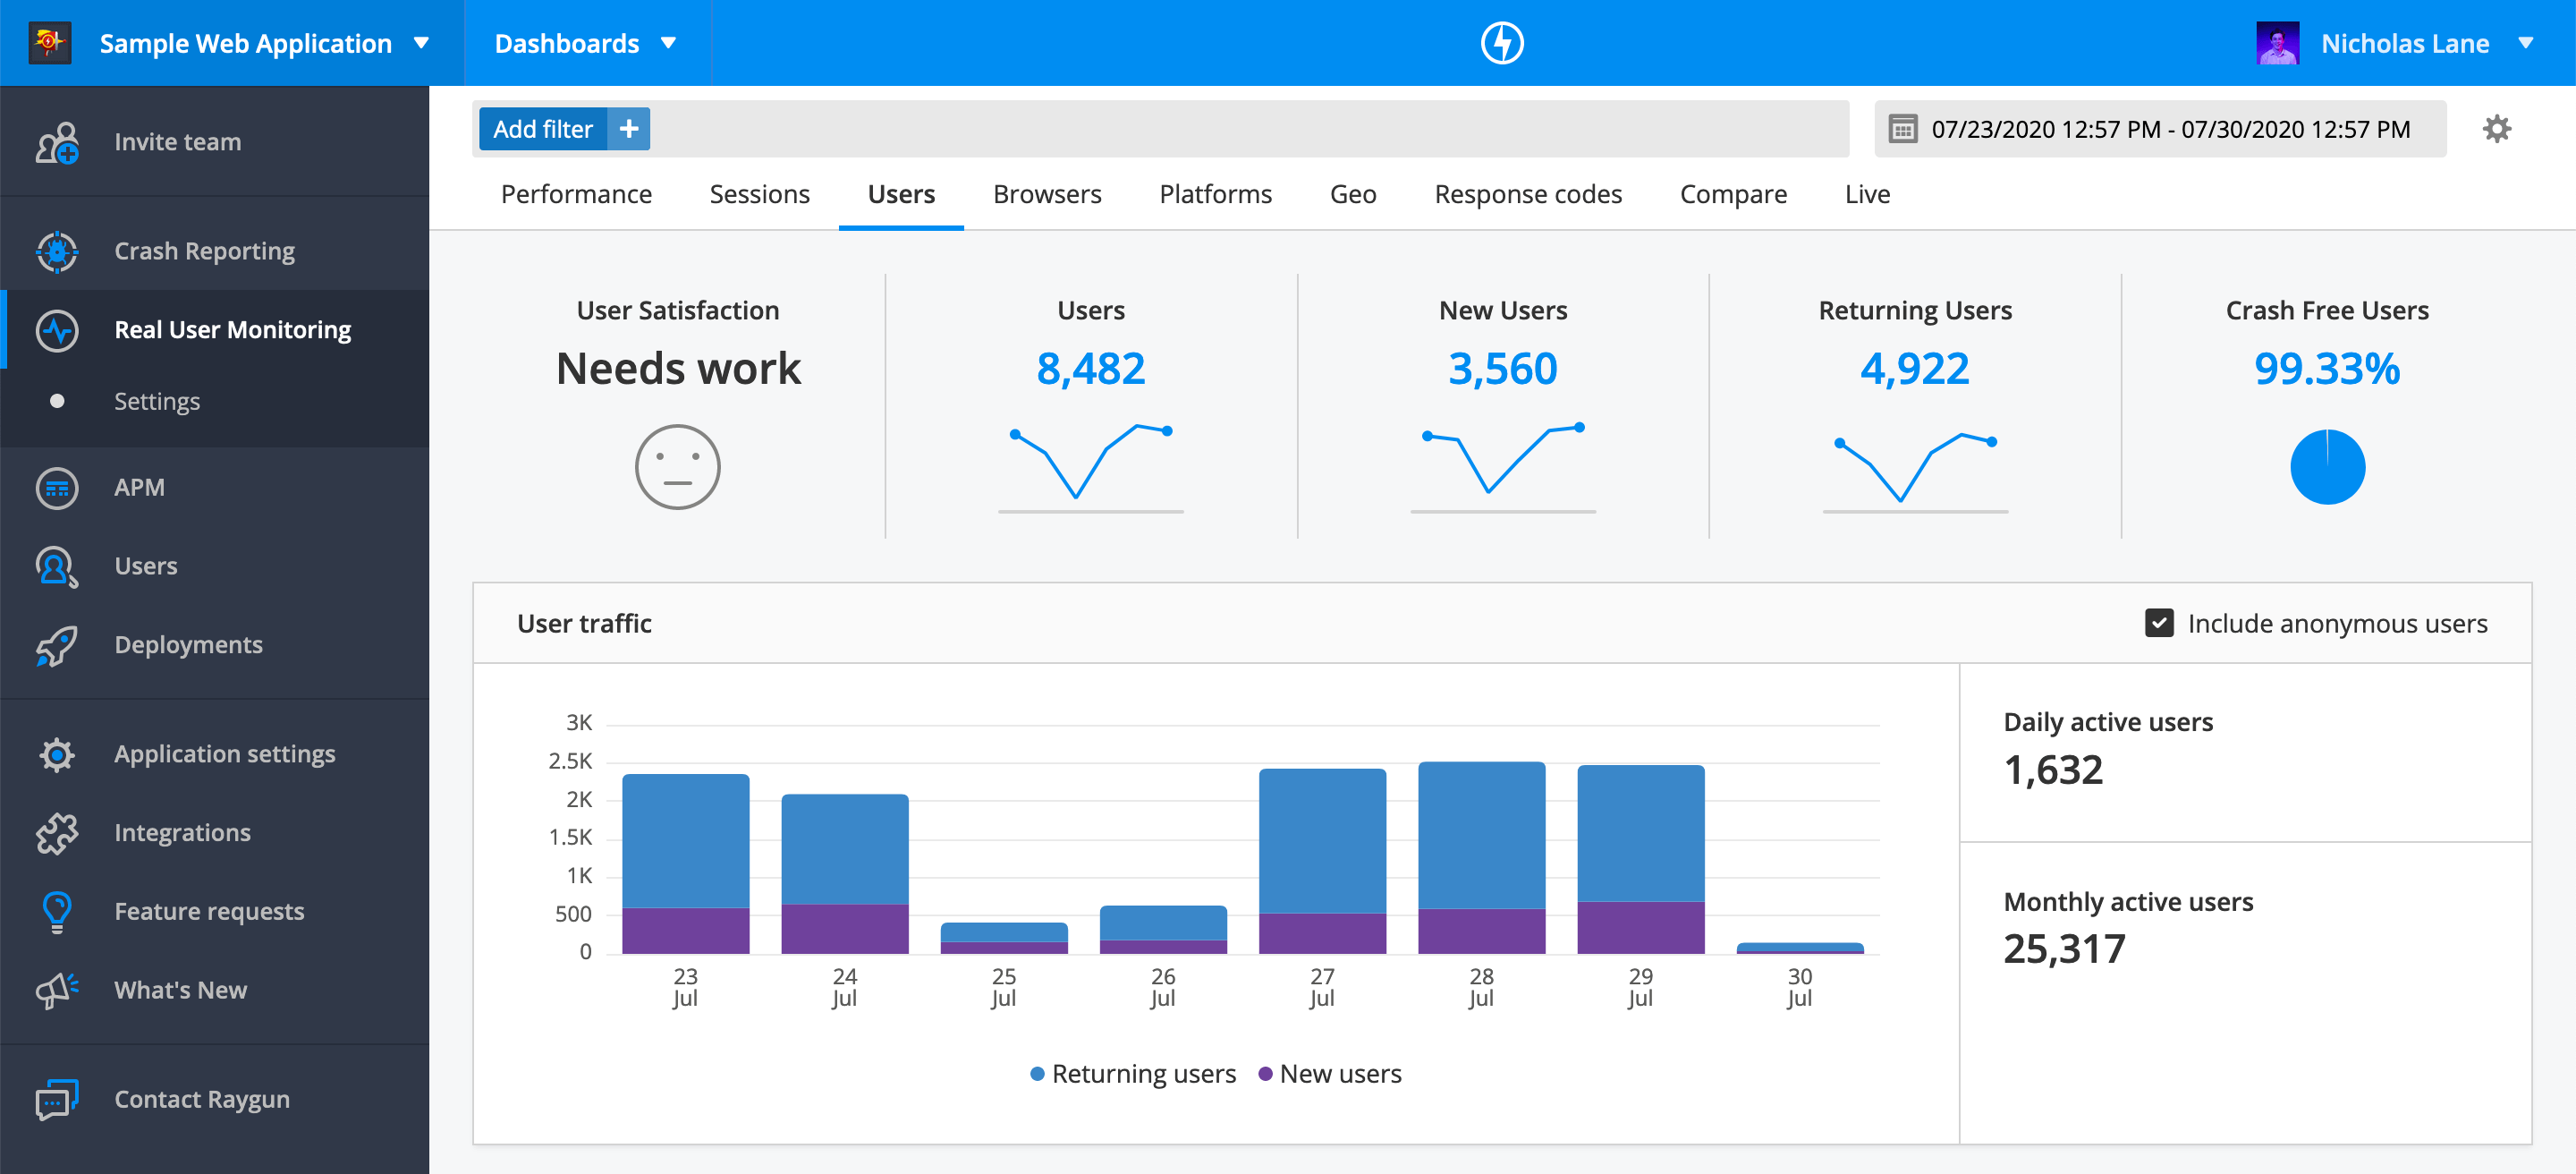 Sample Web Application
Dashboards
Nicholas Lane
Invite team
Crash Reporting
Real User Monitoring
Settings
APM
Users
Deployments
Application settings
Integrations
Feature requests
What's New
Contact Raygun
Add filter +
07/23/2020 12:57 PM - 07/30/2020 12:57 PM
Performance Sessions Users Browsers Platforms Geo Response codes Compare Live
User Satisfaction
Needs work
Users
8,482
New Users
3,560
Returning Users
4,922
Crash Free Users
99.33%
User traffic
Include anonymous users
3K
2.5K
2K
1.5K
1K
500
0
23 Jul
24 Jul
25 Jul
26 Jul
27 Jul
28 Jul
29 Jul
30 Jul
Returning users New users
Daily active users
1,632
Monthly active users
25,317